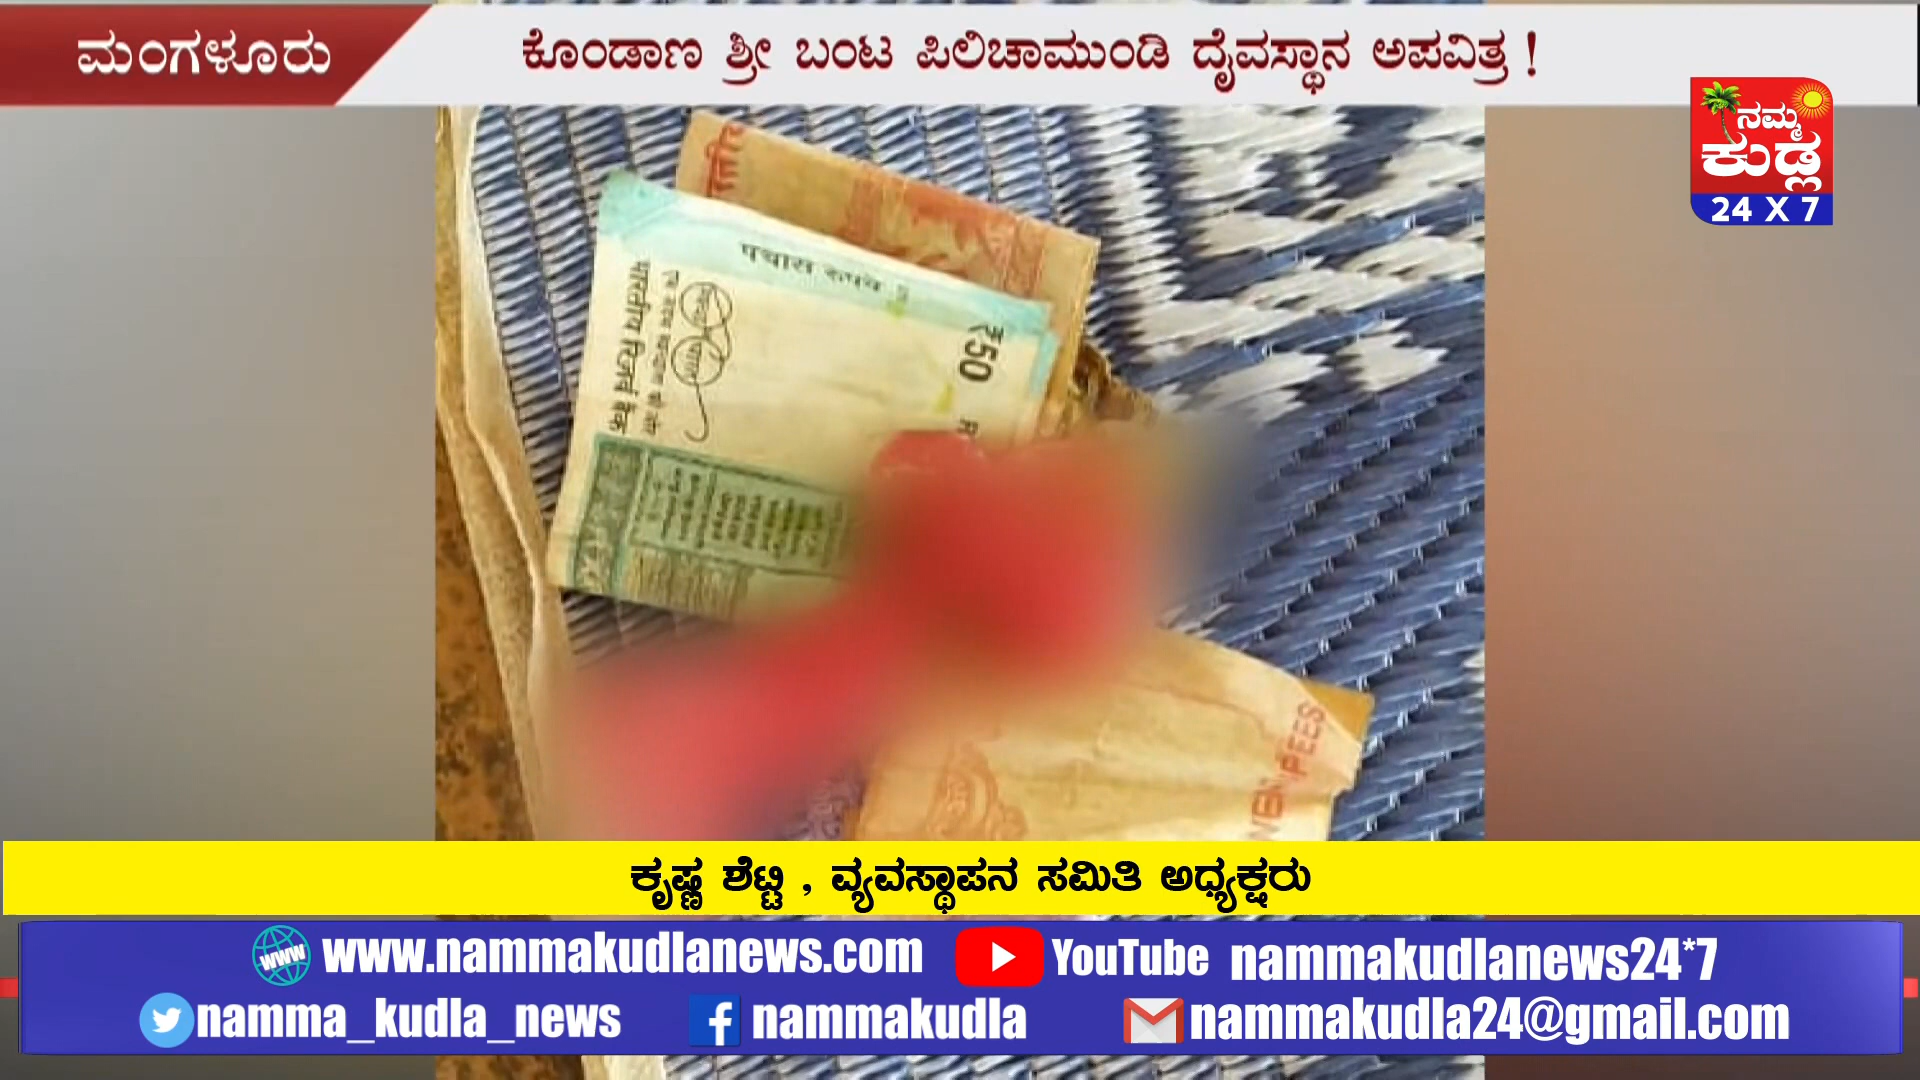 ಮಂಗಳೂರು
ಕೊಂಡಾಣ ಶ್ರೀ ಬಂಟ ಪಿಲಿಚಾಮುಂಡಿ ದೈವಸ್ಥಾನ ಅಪವಿತ್ರ !
ನಮ್ಮ
ಕುಡ್ಲ
24 X 7
पचास रुपये
₹50
भारतीय रिज़र्व बैंक
ಕೃಷ್ಣ ಶೆಟ್ಟಿ , ವ್ಯವಸ್ಥಾಪನ ಸಮಿತಿ ಅಧ್ಯಕ್ಷರು
www www.nammakudlanews.com YouTube nammakudlanews24*7
namma_kudla_news nammakudla nammakudla24@gmail.com